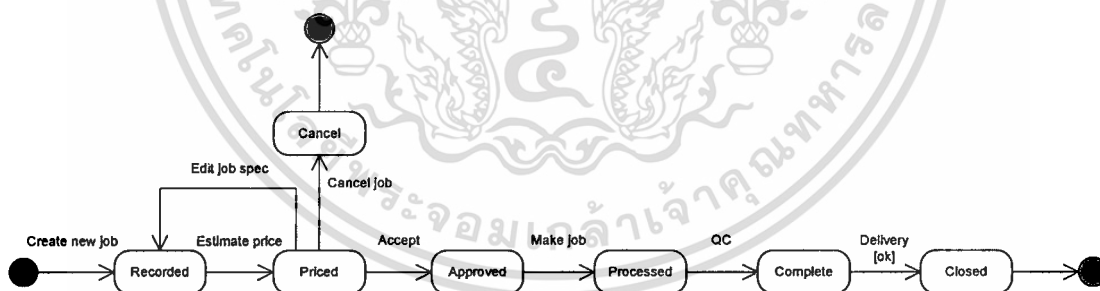 Cancel
Edit job spec
Cancel job
Create new job
Estimate price
Accept
Make job
QC
Delivery
[ok]
Recorded
Priced
Approved
Processed
Complete
Closed